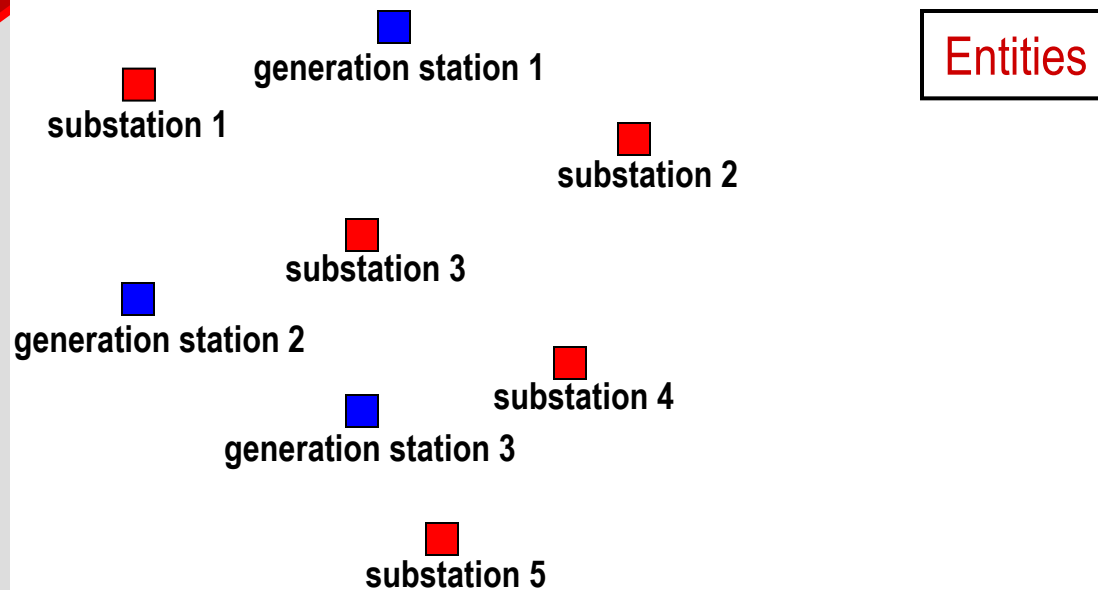 Entities
generation station 1
substation 1
substation 2
substation 3
generation station 2
substation 4
generation station 3
substation 5